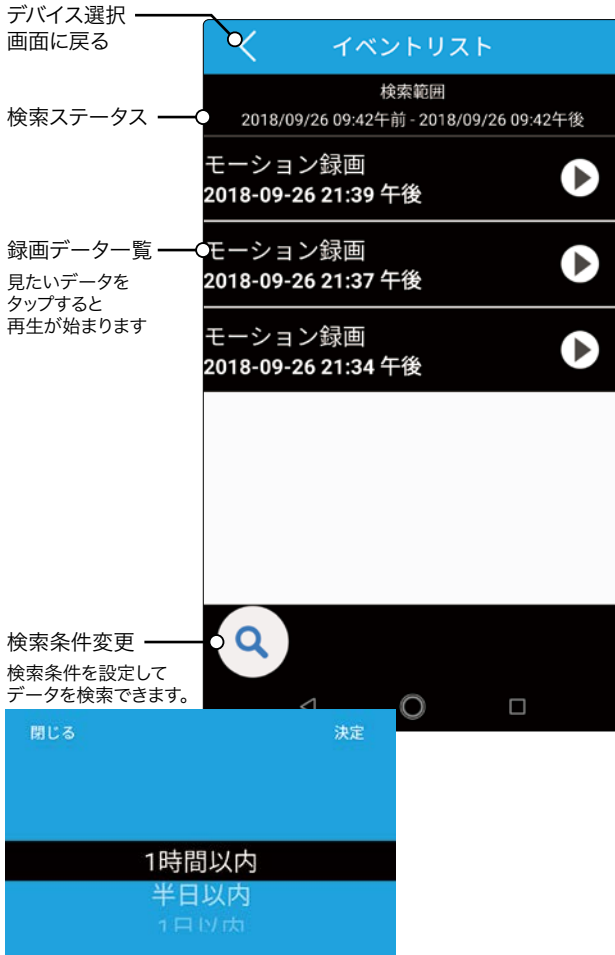 デバイス選択
画面に戻る
イベントリスト
検索範囲
検索ステータス
2018/09/26 09:42午前 - 2018/09/26 09:42午後
モーション録画
2018-09-26 21:39 午後
録画データ一覧
見たいデータを
タップすると
再生が始まります
モーション録画
2018-09-26 21:37 午後
モーション録画
2018-09-26 21:34 午後
検索条件変更
検索条件を設定して
データを検索できます。
閉じる
決定
1時間以内
半日以内
1日以内